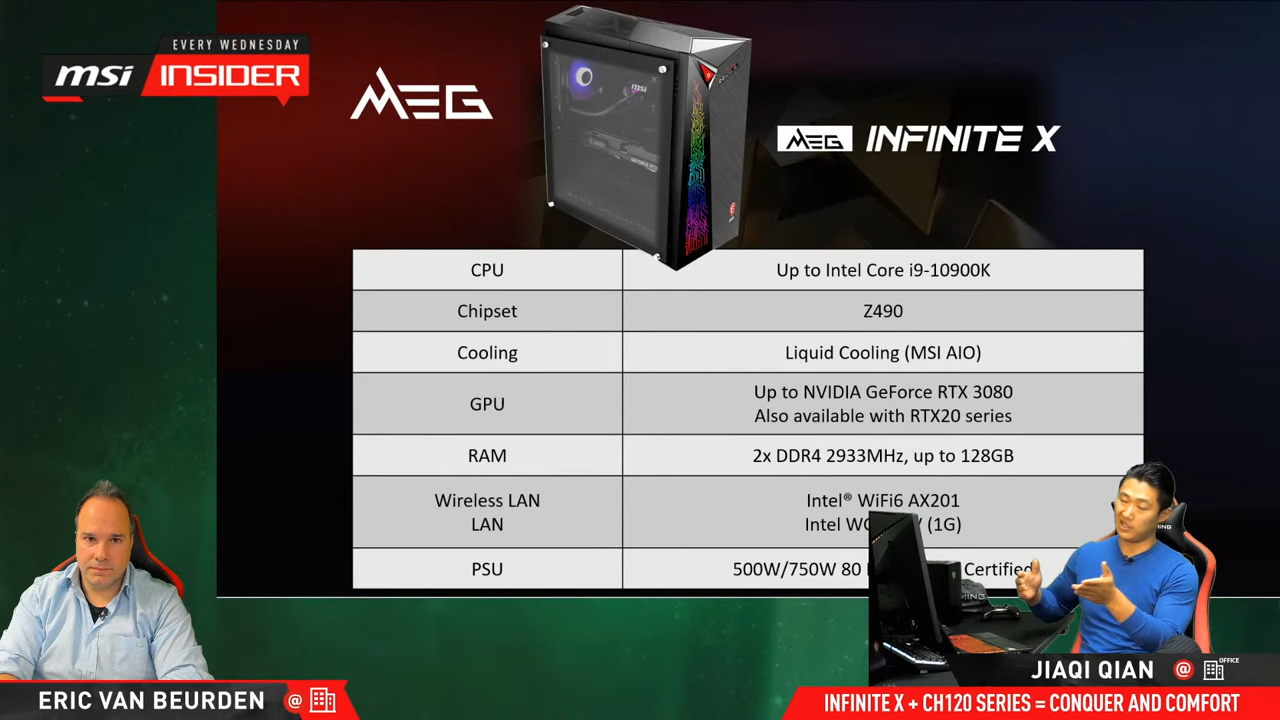 EVERY WEDNESDAY
msi INSIDER
MEG
msi
MEG INFINITE X
CPU
Up to Intel Core i9-10900K
Chipset
Z490
Cooling
Liquid Cooling (MSI AIO)
GPU
Up to NVIDIA GeForce RTX 3080
Also available with RTX20 series
RAM
2x DDR4 2933MHz, up to 128GB
Wireless LAN
Intel® WiFi6 AX201
LAN
Intel (1G)
PSU
500W/750W 80 Certified
JIAQI QIAN @ OFFICE
ERIC VAN BEURDEN @
INFINITE X + CH120 SERIES = CONQUER AND COMFORT